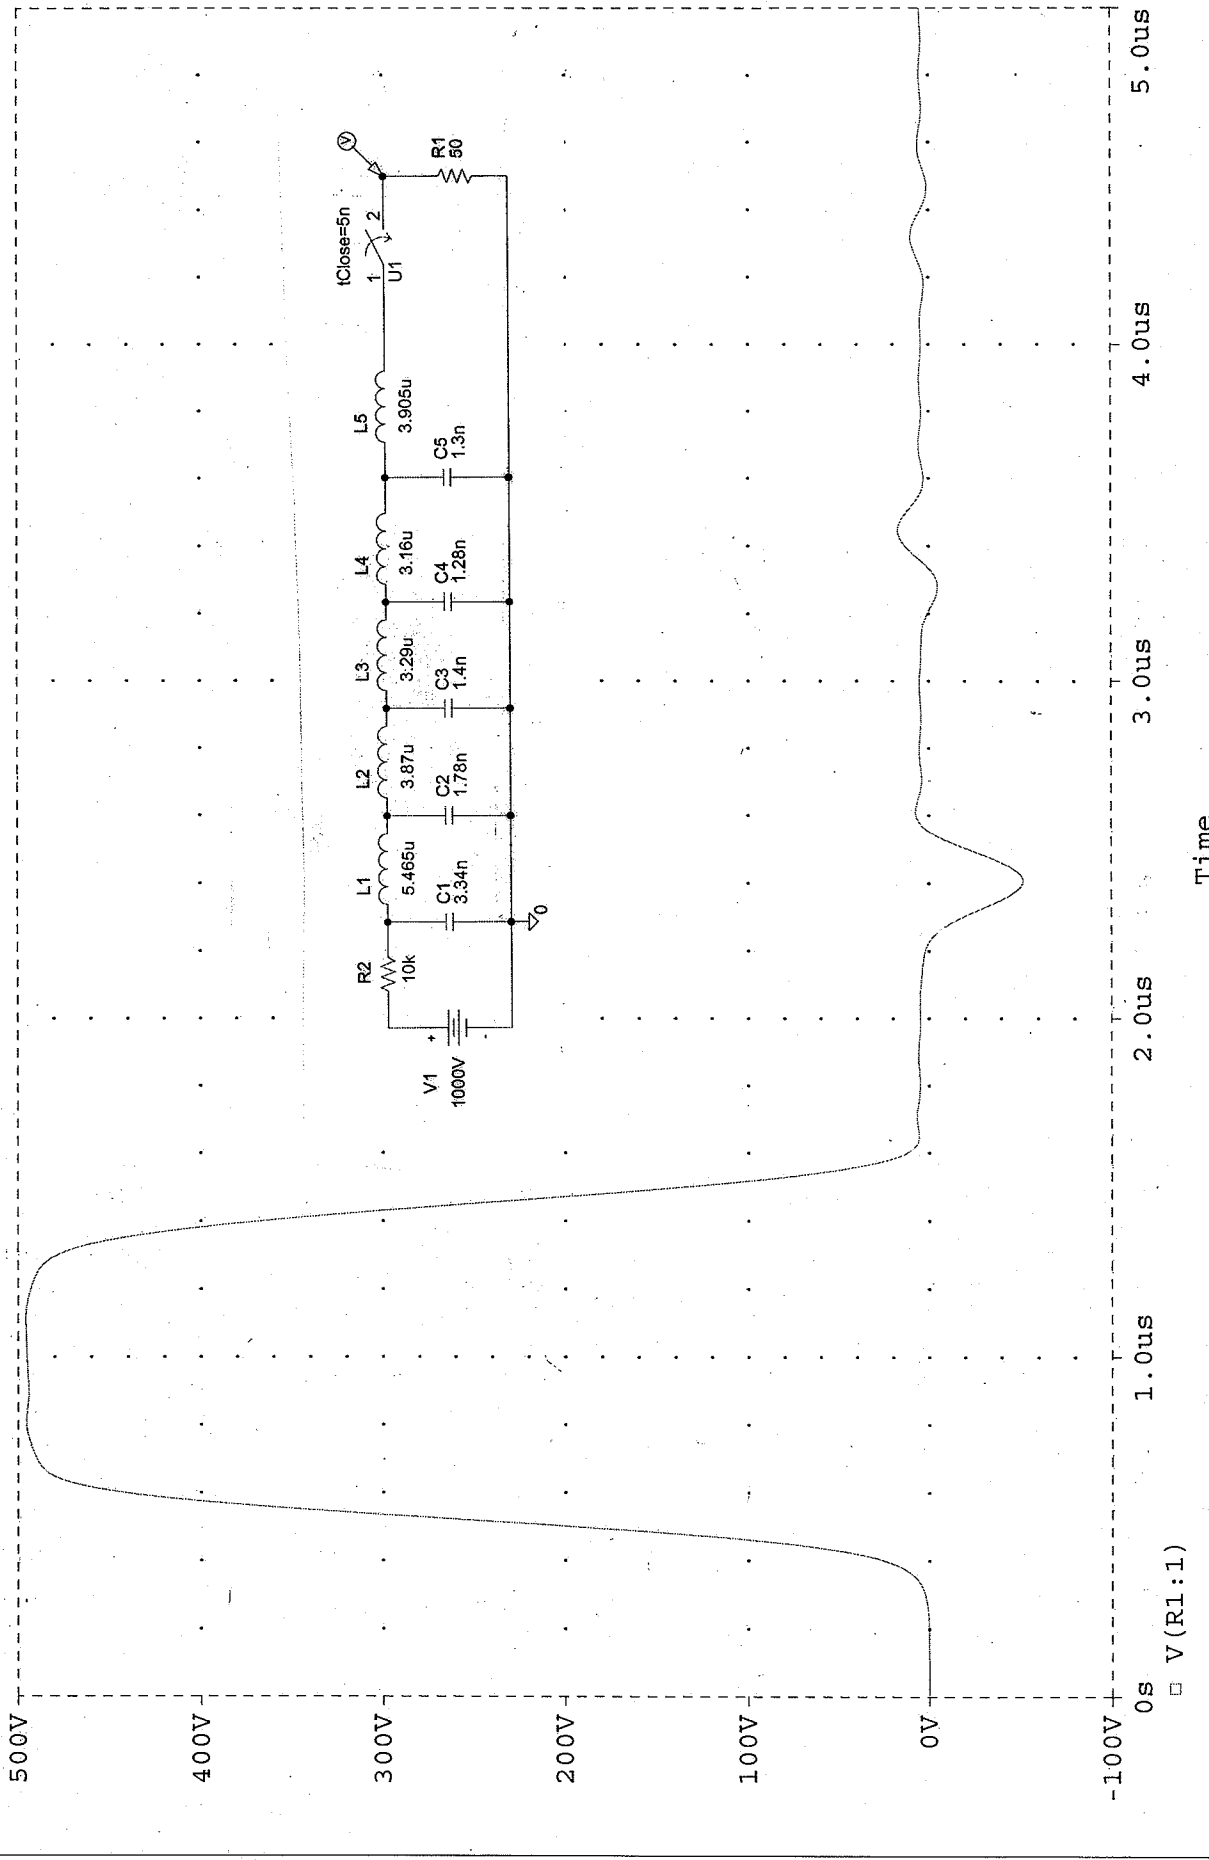 500V
400V
300V
200V
100V
0V
-100V
0s
1.0us
2.0us
3.0us
4.0us
5.0us
□ V(R1:1)
Time
V1
1000V
+
-
R2
10k
L1
5.465u
C1
3.34n
0
L2
3.87u
C2
1.78n
L3
3.29u
C3
1.4n
L4
3.16u
C4
1.28n
L5
3.905u
C5
1.3n
tClose=5n
1
2
U1
V
R1
50